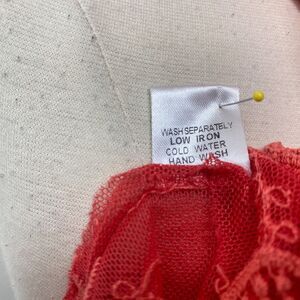 WASH SEPARATELY
LOW IRON
COLD WATER
HAND WASH